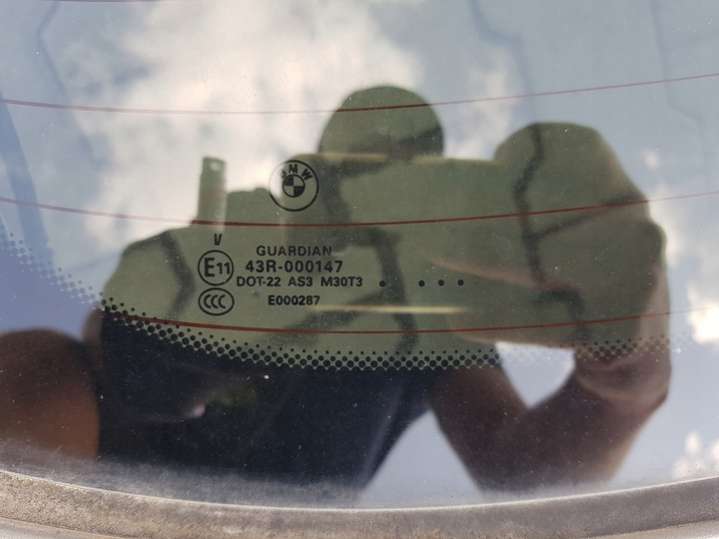 BMW
V
GUARDIAN
E11 43R-000147
DOT-22 AS3 M30T3
CCC E000287